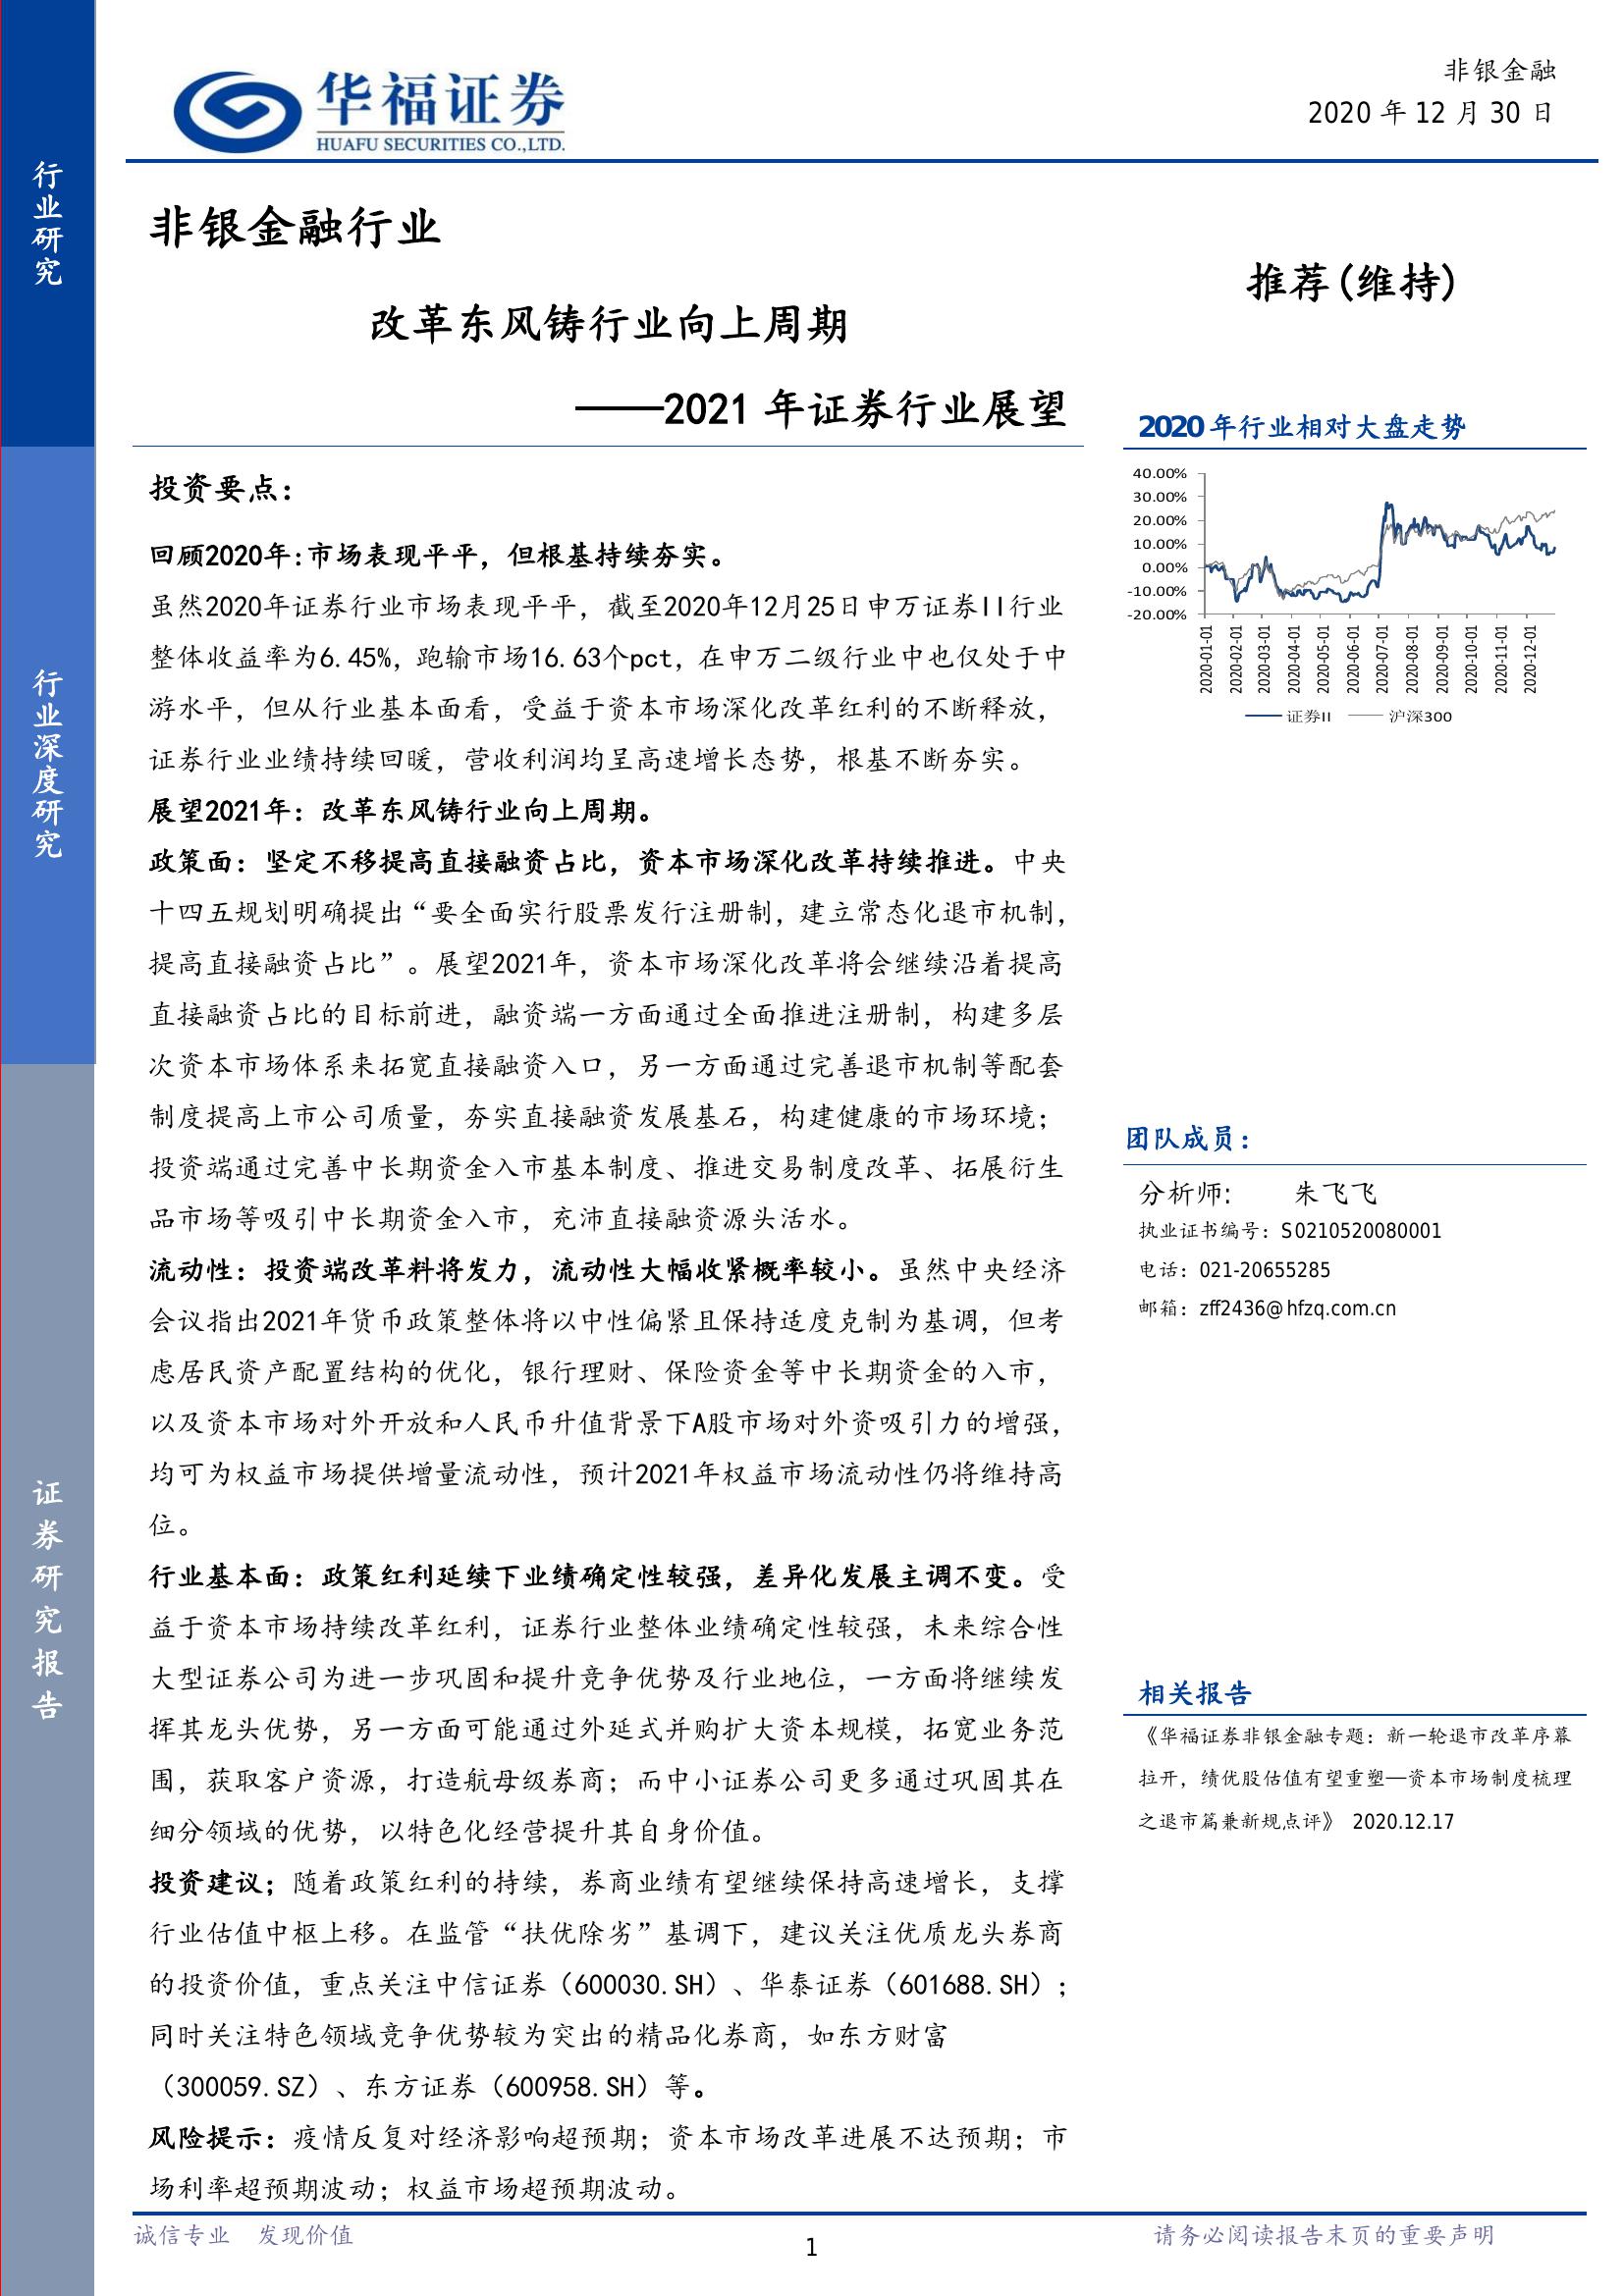 行业研究
行业深度研究
证券研究报告
华福证券
HUAFU SECURITIES CO.,LTD.
非银金融
2020 年 12 月 30 日
非银金融行业
改革东风铸行业向上周期
——2021 年证券行业展望
推荐(维持)
投资要点：
回顾2020年:市场表现平平，但根基持续夯实。
虽然2020年证券行业市场表现平平，截至2020年12月25日申万证券II行业
整体收益率为6.45%，跑输市场16.63个pct，在申万二级行业中也仅处于中
游水平，但从行业基本面看，受益于资本市场深化改革红利的不断释放，
证券行业业绩持续回暖，营收利润均呈高速增长态势，根基不断夯实。
展望2021年：改革东风铸行业向上周期。
政策面：坚定不移提高直接融资占比，资本市场深化改革持续推进。中央
十四五规划明确提出“要全面实行股票发行注册制，建立常态化退市机制，
提高直接融资占比”。展望2021年，资本市场深化改革将会继续沿着提高
直接融资占比的目标前进，融资端一方面通过全面推进注册制，构建多层
次资本市场体系来拓宽直接融资入口，另一方面通过完善退市机制等配套
制度提高上市公司质量，夯实直接融资发展基石，构建健康的市场环境；
投资端通过完善中长期资金入市基本制度、推进交易制度改革、拓展衍生
品市场等吸引中长期资金入市，充沛直接融资源头活水。
流动性：投资端改革料将发力，流动性大幅收紧概率较小。虽然中央经济
会议指出2021年货币政策整体将以中性偏紧且保持适度克制为基调，但考
虑居民资产配置结构的优化，银行理财、保险资金等中长期资金的入市，
以及资本市场对外开放和人民币升值背景下A股市场对外资吸引力的增强，
均可为权益市场提供增量流动性，预计2021年权益市场流动性仍将维持高
位。
行业基本面：政策红利延续下业绩确定性较强，差异化发展主调不变。受
益于资本市场持续改革红利，证券行业整体业绩确定性较强，未来综合性
大型证券公司为进一步巩固和提升竞争优势及行业地位，一方面将继续发
挥其龙头优势，另一方面可能通过外延式并购扩大资本规模，拓宽业务范
围，获取客户资源，打造航母级券商；而中小证券公司更多通过巩固其在
细分领域的优势，以特色化经营提升其自身价值。
投资建议；随着政策红利的持续，券商业绩有望继续保持高速增长，支撑
行业估值中枢上移。在监管“扶优除劣”基调下，建议关注优质龙头券商
的投资价值，重点关注中信证券（600030.SH）、华泰证券（601688.SH）；
同时关注特色领域竞争优势较为突出的精品化券商，如东方财富
（300059.SZ）、东方证券（600958.SH）等。
风险提示：疫情反复对经济影响超预期；资本市场改革进展不达预期；市
场利率超预期波动；权益市场超预期波动。
2020 年行业相对大盘走势
40.00%
30.00%
20.00%
10.00%
0.00%
-10.00%
-20.00%
2020-01-01
2020-02-01
2020-03-01
2020-04-01
2020-05-01
2020-06-01
2020-07-01
2020-08-01
2020-09-01
2020-10-01
2020-11-01
2020-12-01
证券II 沪深300
团队成员：
分析师: 朱飞飞
执业证书编号：S0210520080001
电话：021-20655285
邮箱：zff2436@hfzq.com.cn
相关报告
《华福证券非银金融专题：新一轮退市改革序幕
拉开，绩优股估值有望重塑—资本市场制度梳理
之退市篇兼新规点评》 2020.12.17
诚信专业 发现价值
1
请务必阅读报告末页的重要声明